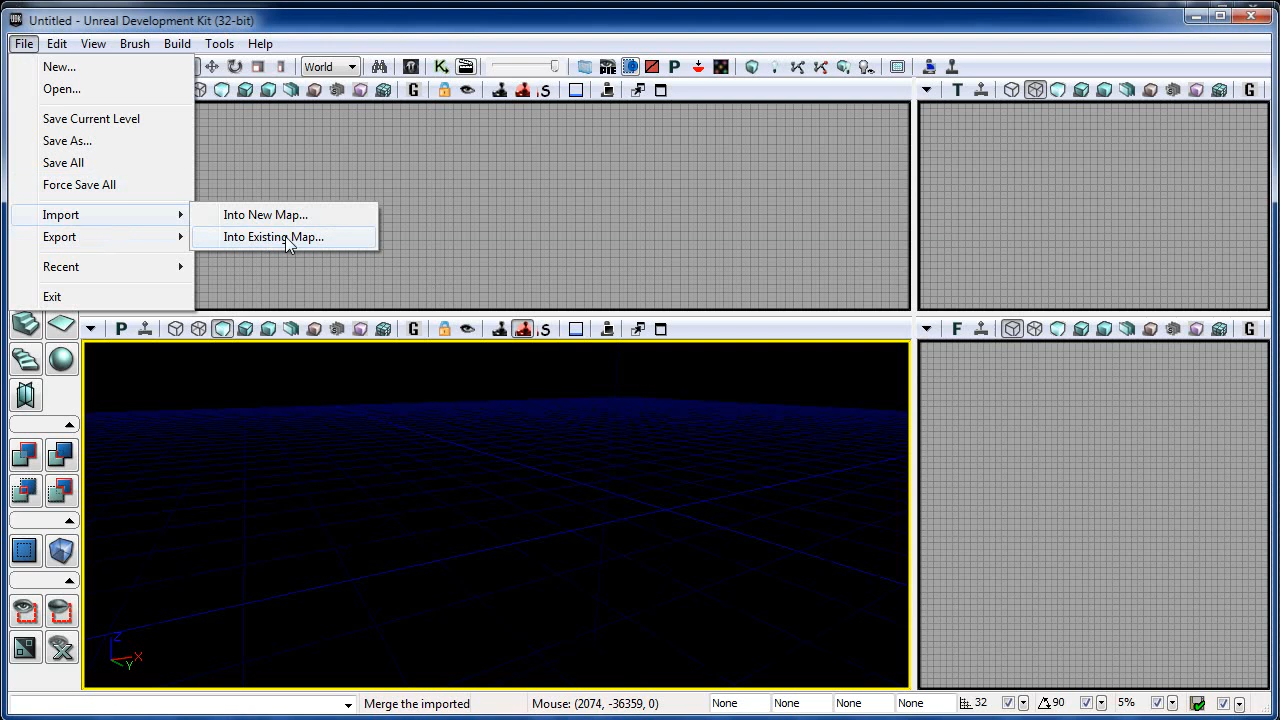 Untitled - Unreal Development Kit (32-bit)
File Edit View Brush Build Tools Help
New...
World
Open...
G
S
T
G
Save Current Level
Save As...
Save All
Force Save All
Import
Into New Map...
Export
Into Existing Map...
Recent
Exit
P
G
S
F
G
Z
X
Y
Merge the imported
Mouse: (2074, -36359, 0)
None
None
None
None
32
90
5%